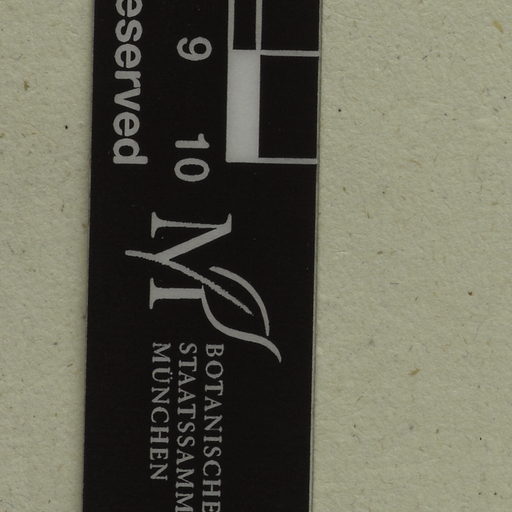 eserved
9
10
M
BOTANISCHE
STAATSSAMM
MÜNCHEN